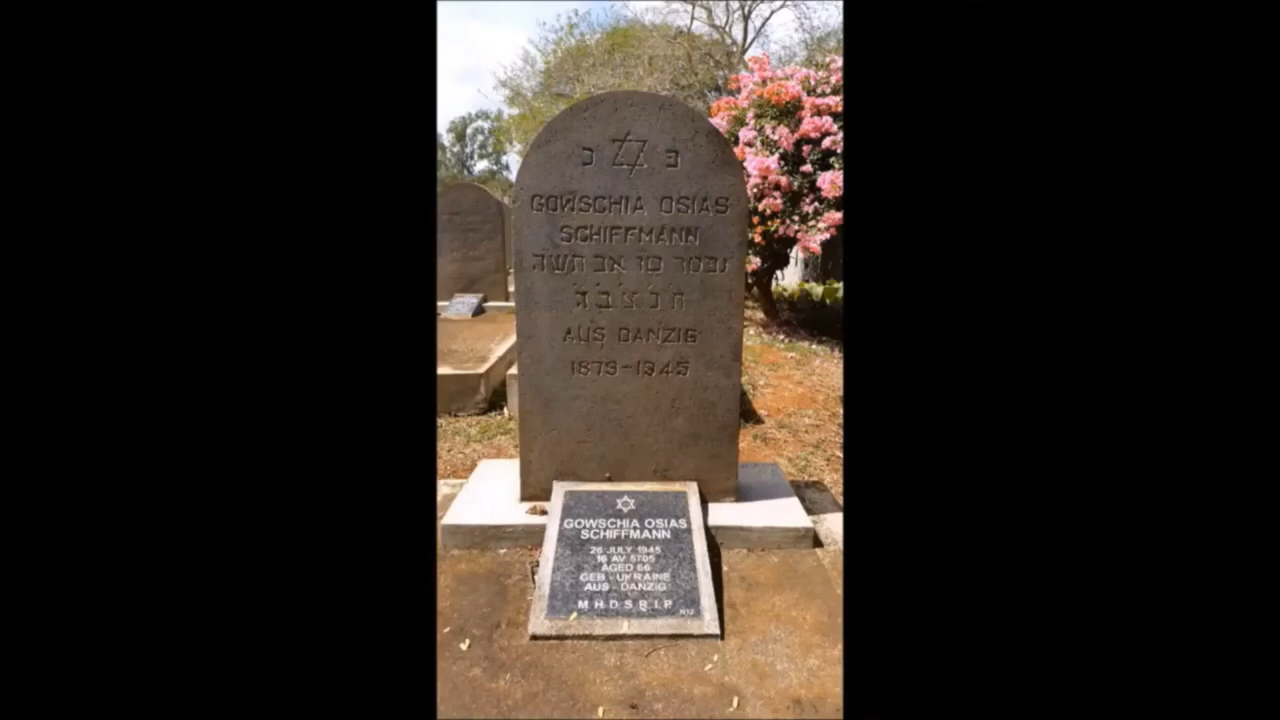 פ נ
GOWSCHIA OSIAS
SCHIFFMANN
נפטר טז אב תש״ה
ת נ צ ב ה
AUS DANZIG
1879-1945
GOWSCHIA OSIAS
SCHIFFMANN
26 JULY 1945
16 AV 5705
AGED 66
GEB - UKRAINE
AUS - DANZIG
M.H.D.S.R.I.P.